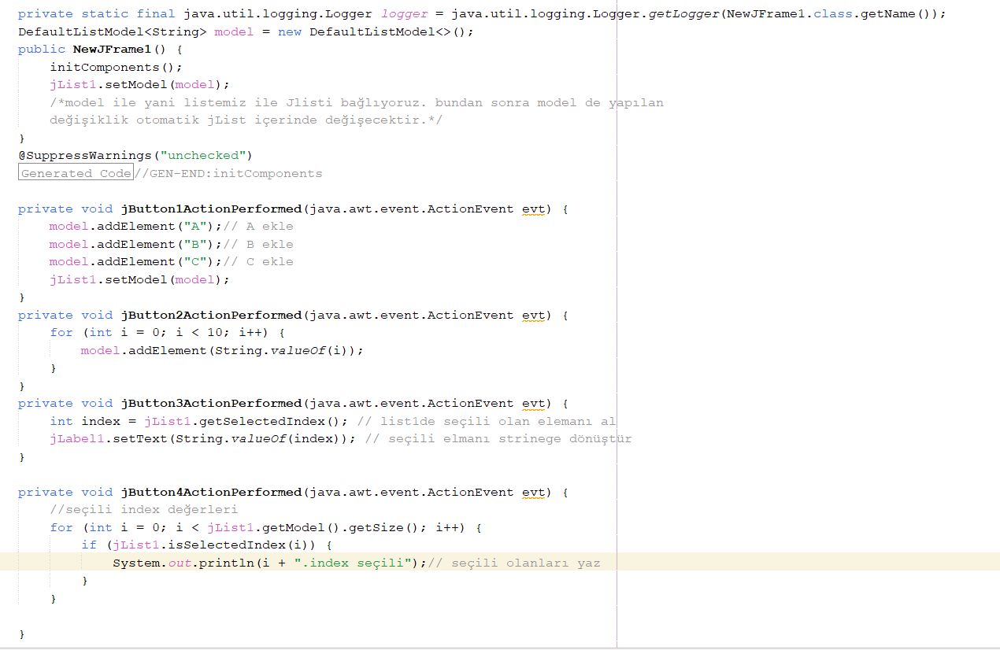 private static final java.util.logging.Logger logger = java.util.logging.Logger.getLogger(NewJFrame1.class.getName());
DefaultListModel<String> model = new DefaultListModel<>();
public NewJFrame1() {
    initComponents();
    jList1.setModel(model);
    /*model ile yani listemiz ile Jlisti bağlıyoruz. bundan sonra model de yapılan
    değişiklik otomatik jList içerinde değişecektir.*/
}
@SuppressWarnings("unchecked")
Generated Code//GEN-END:initComponents

private void jButton1ActionPerformed(java.awt.event.ActionEvent evt) {
    model.addElement("A");// A ekle
    model.addElement("B");// B ekle
    model.addElement("C");// C ekle
    jList1.setModel(model);
}
private void jButton2ActionPerformed(java.awt.event.ActionEvent evt) {
    for (int i = 0; i < 10; i++) {
        model.addElement(String.valueOf(i));
    }
}
private void jButton3ActionPerformed(java.awt.event.ActionEvent evt) {
    int index = jList1.getSelectedIndex(); // list1de seçili olan elemanı al
    jLabel1.setText(String.valueOf(index)); // seçili elmanı strinege dönüştür
}

private void jButton4ActionPerformed(java.awt.event.ActionEvent evt) {
    //seçili index değerleri
    for (int i = 0; i < jList1.getModel().getSize(); i++) {
        if (jList1.isSelectedIndex(i)) {
            System.out.println(i + ".index seçili");// seçili olanları yaz
        }
    }

}